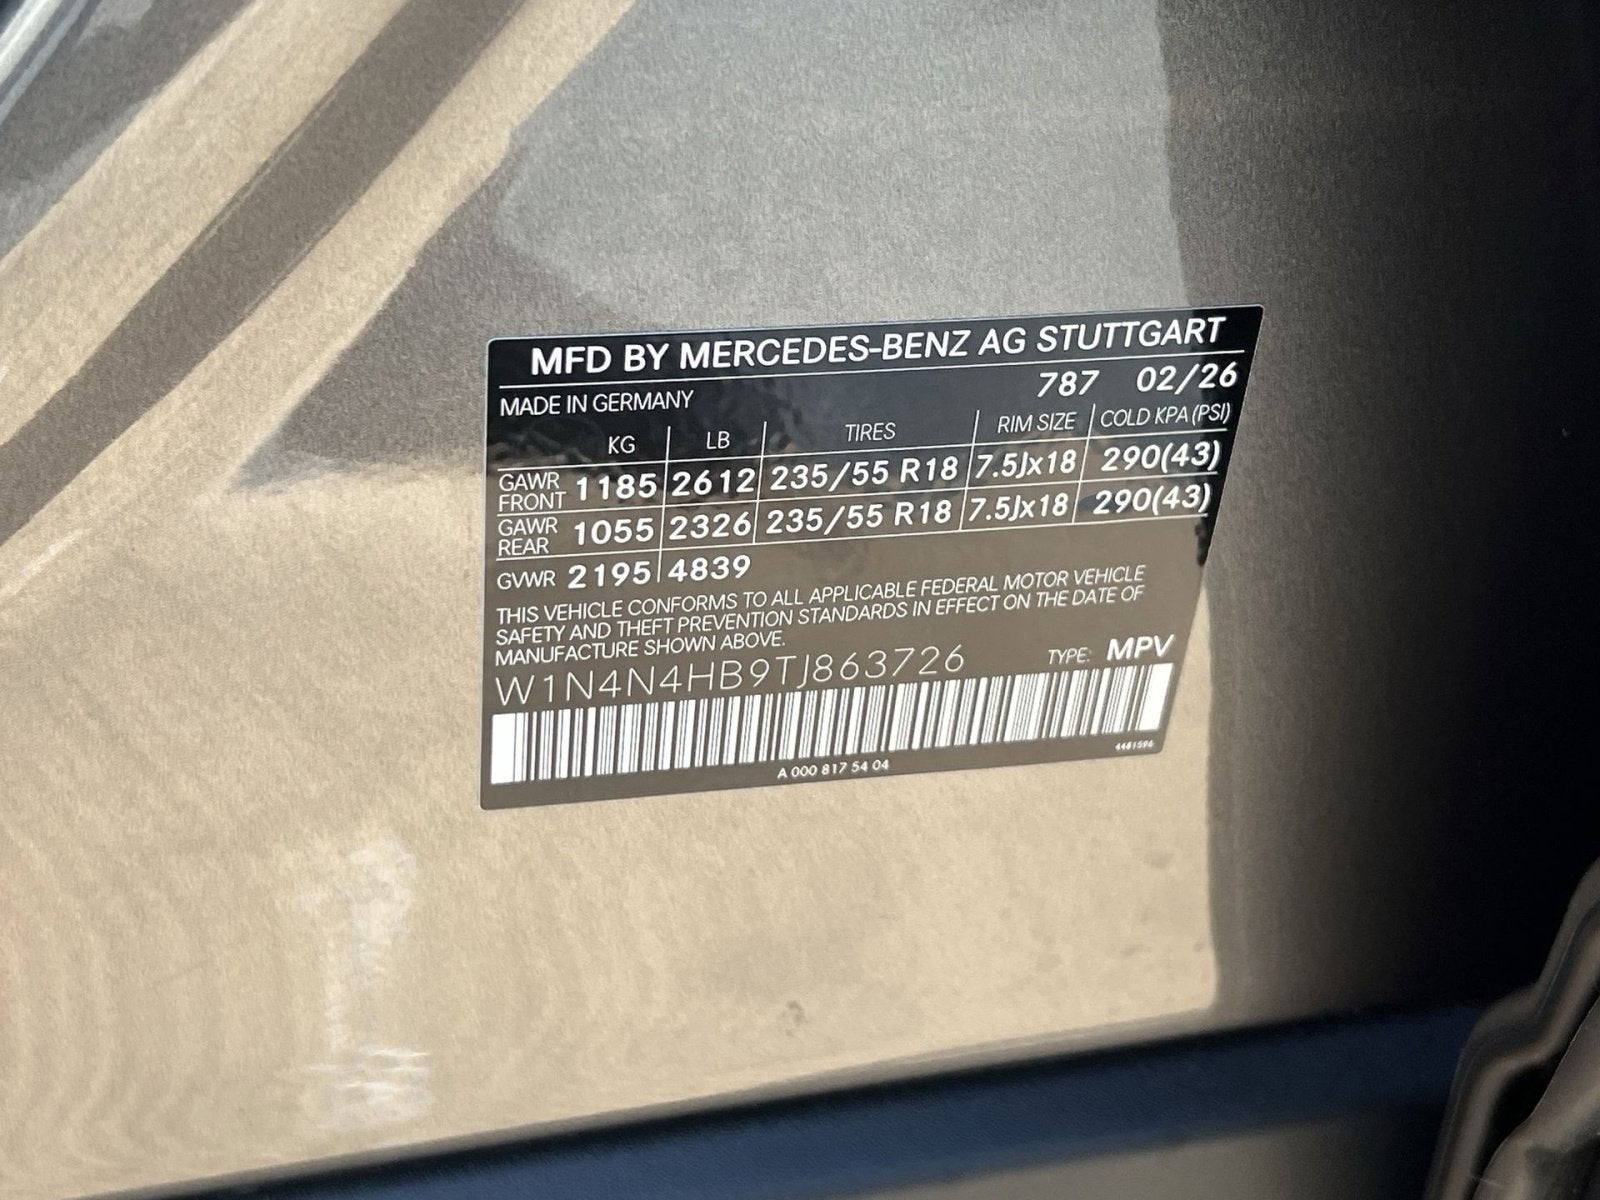 MFD BY MERCEDES-BENZ AG STUTTGART
MADE IN GERMANY 787 02/26
KG LB TIRES RIM SIZE COLD KPA (PSI)
GAWR FRONT 1185 2612 235/55 R18 7.5Jx18 290(43)
GAWR REAR 1055 2326 235/55 R18 7.5Jx18 290(43)
GVWR 2195 4839
THIS VEHICLE CONFORMS TO ALL APPLICABLE FEDERAL MOTOR VEHICLE
SAFETY AND THEFT PREVENTION STANDARDS IN EFFECT ON THE DATE OF
MANUFACTURE SHOWN ABOVE.
W1N4N4HB9TJ863726 TYPE: MPV
A 000 817 54 04